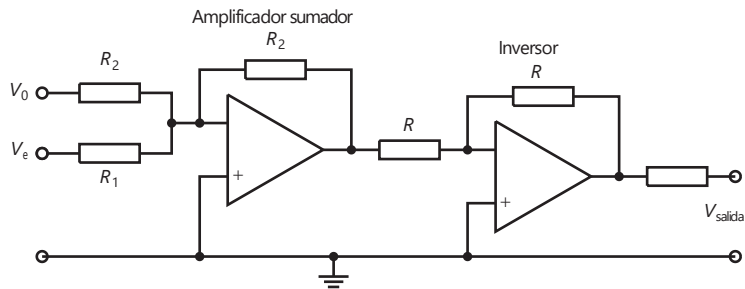 Amplificador sumador
R2
Inversor
R
R2
V0
R
Ve
R1
+
+
Vsalida